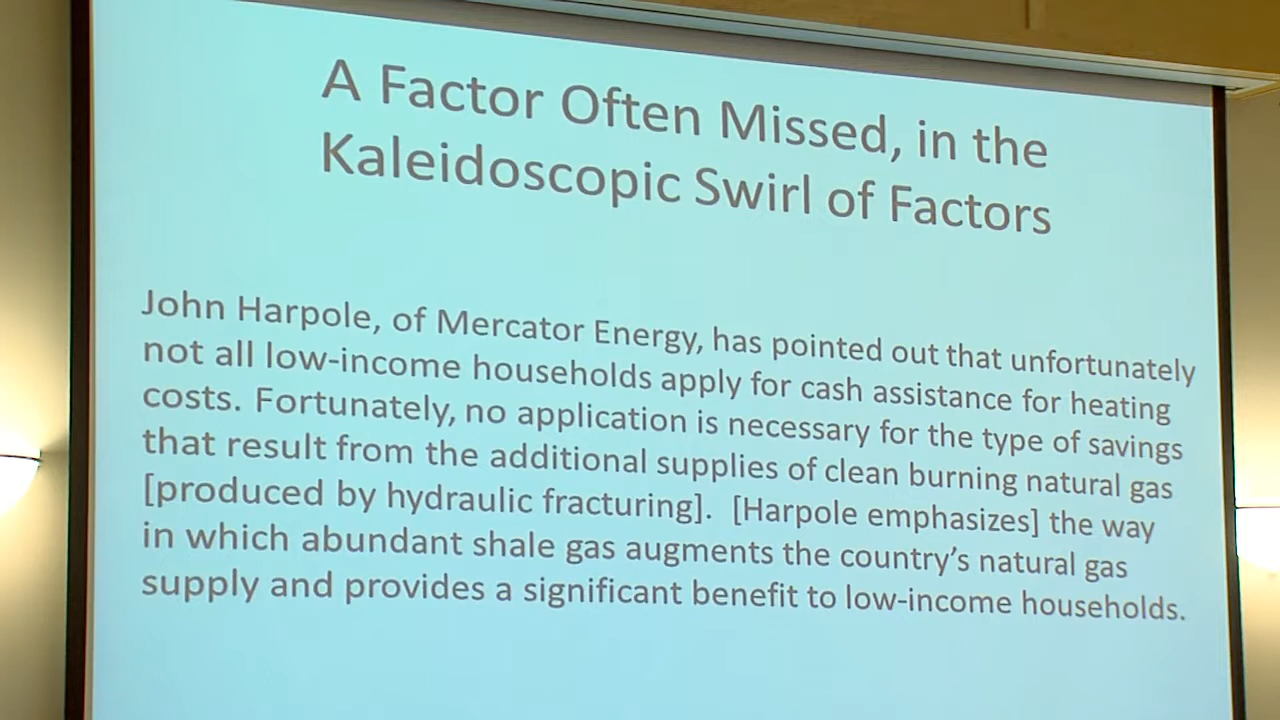 A Factor Often Missed, in the
Kaleidoscopic Swirl of Factors
John Harpole, of Mercator Energy, has pointed out that unfortunately
not all low-income households apply for cash assistance for heating
costs. Fortunately, no application is necessary for the type of savings
that result from the additional supplies of clean burning natural gas
[produced by hydraulic fracturing]. [Harpole emphasizes] the way
in which abundant shale gas augments the country's natural gas
supply and provides a significant benefit to low-income households.